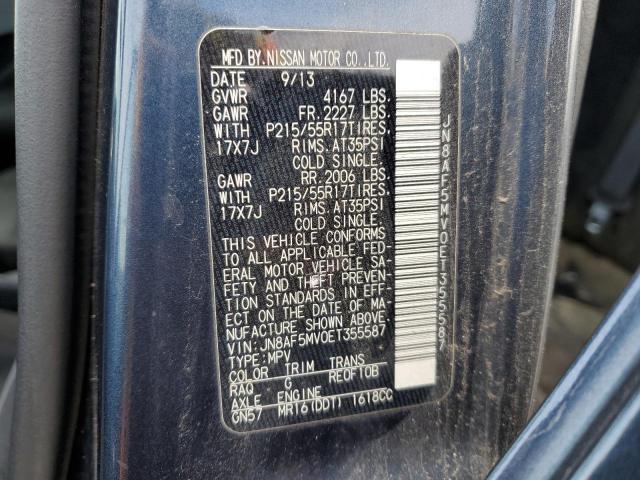 MFD BY.NISSAN MOTOR CO.,LTD.
DATE 9/13
GVWR 4167 LBS.
GAWR FR.2227 LBS.
WITH P215/55R17TIRES.
17X7J RIMS.AT35PSI
COLD SINGLE.
GAWR RR.2006 LBS.
WITH P215/55R17TIRES.
17X7J RIMS.AT35PSI
COLD SINGLE.
THIS VEHICLE CONFORMS
TO ALL APPLICABLE FED-
ERAL MOTOR VEHICLE SA-
FETY AND THEFT PREVEN-
TION STANDARDS IN EFF-
ECT ON THE DATE OF MA-
NUFACTURE SHOWN ABOVE.
VIN:JN8AF5MV0ET355587
TYPE:MPV
COLOR TRIM TRANS
RAQ G RE0F10B
AXLE ENGINE
GN57 MR16(DDT) 1618CC
JN8AF5MV0ET355587